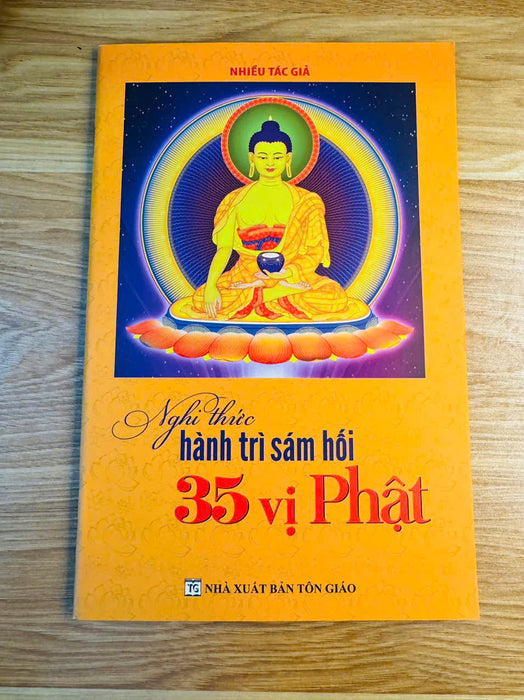 NHIỀU TÁC GIẢ
Nghi thức
hành trì sám hối
35 vị Phật
TG NHÀ XUẤT BẢN TÔN GIÁO